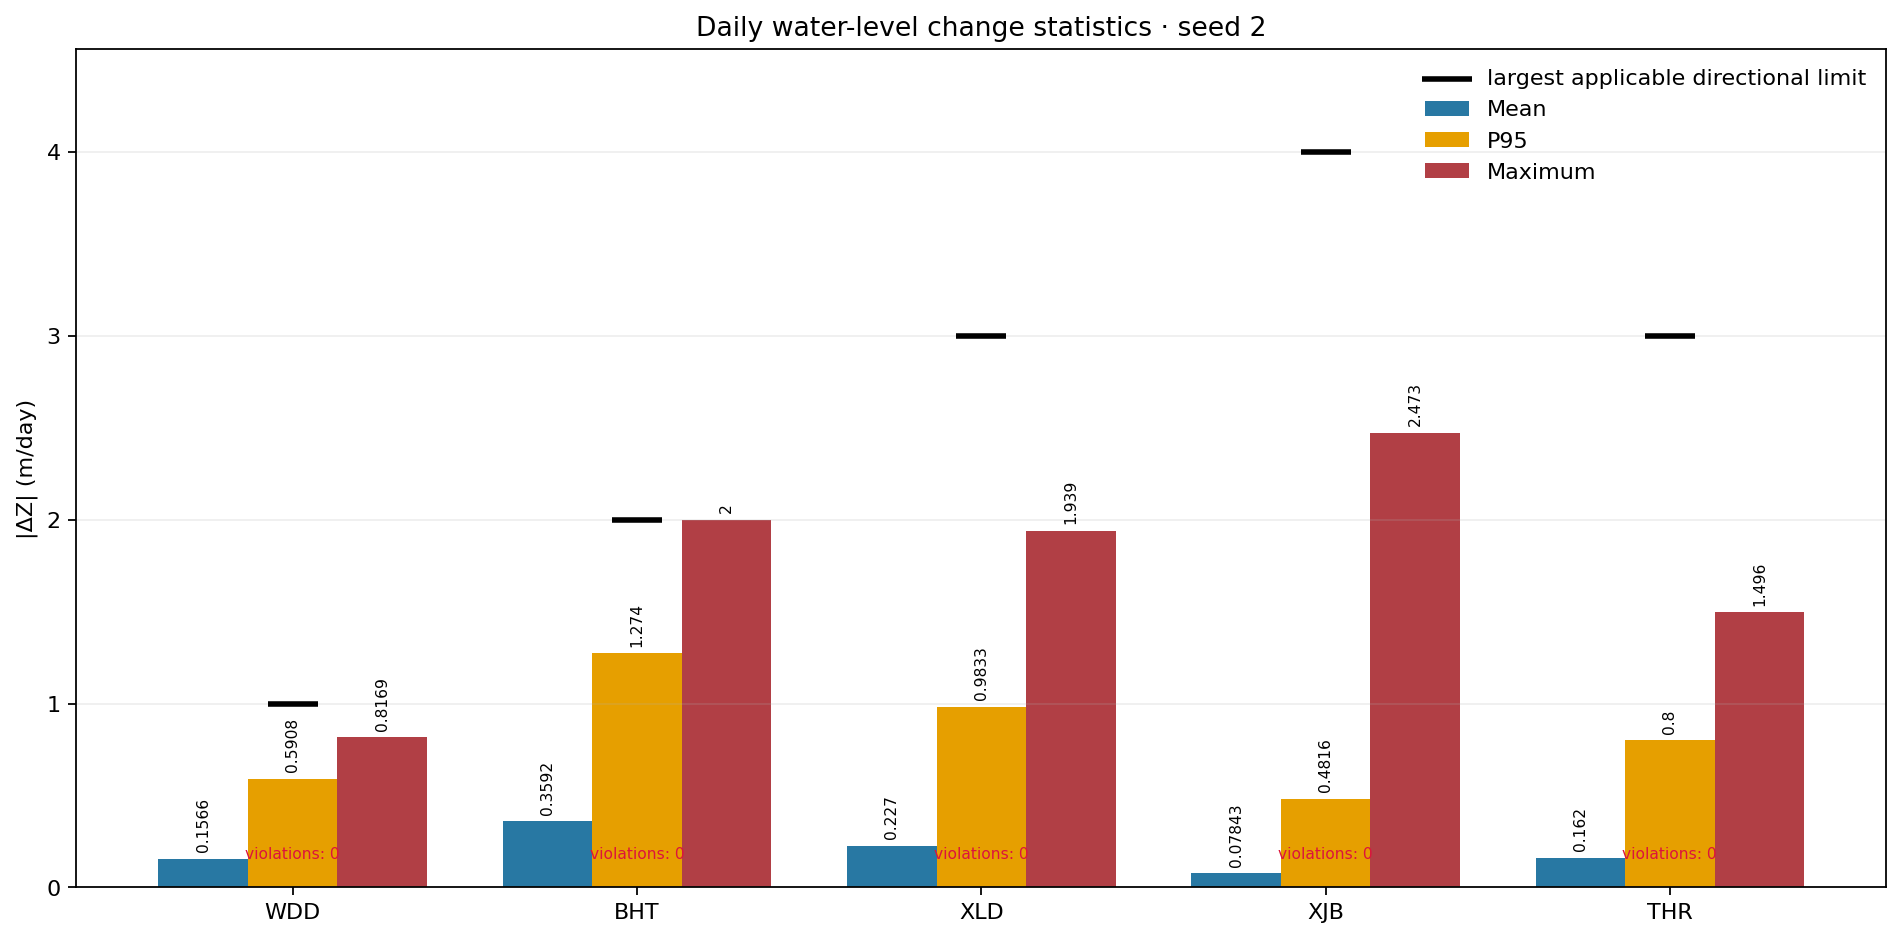 Daily water-level change statistics · seed 2
largest applicable directional limit
Mean
P95
Maximum
|ΔZ| (m/day)
4
3
2
1
0
0.1566
0.5908
0.8169
violations: 0
0.3592
1.274
2
violations: 0
0.227
0.9833
1.939
violations: 0
0.07843
0.4816
2.473
violations: 0
0.162
0.8
1.496
violations: 0
WDD
BHT
XLD
XJB
THR